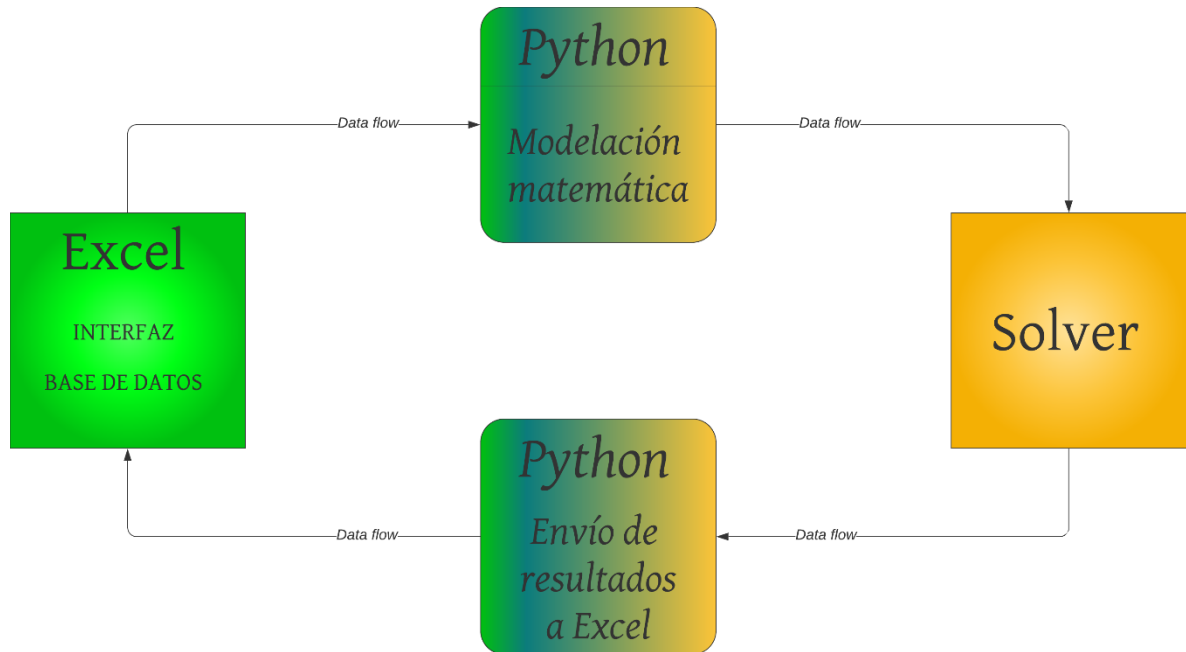 Python
Modelación
matemática
Data flow
Data flow
Excel
INTERFAZ
BASE DE DATOS
Solver
Python
Envío de
resultados
a Excel
Data flow
Data flow